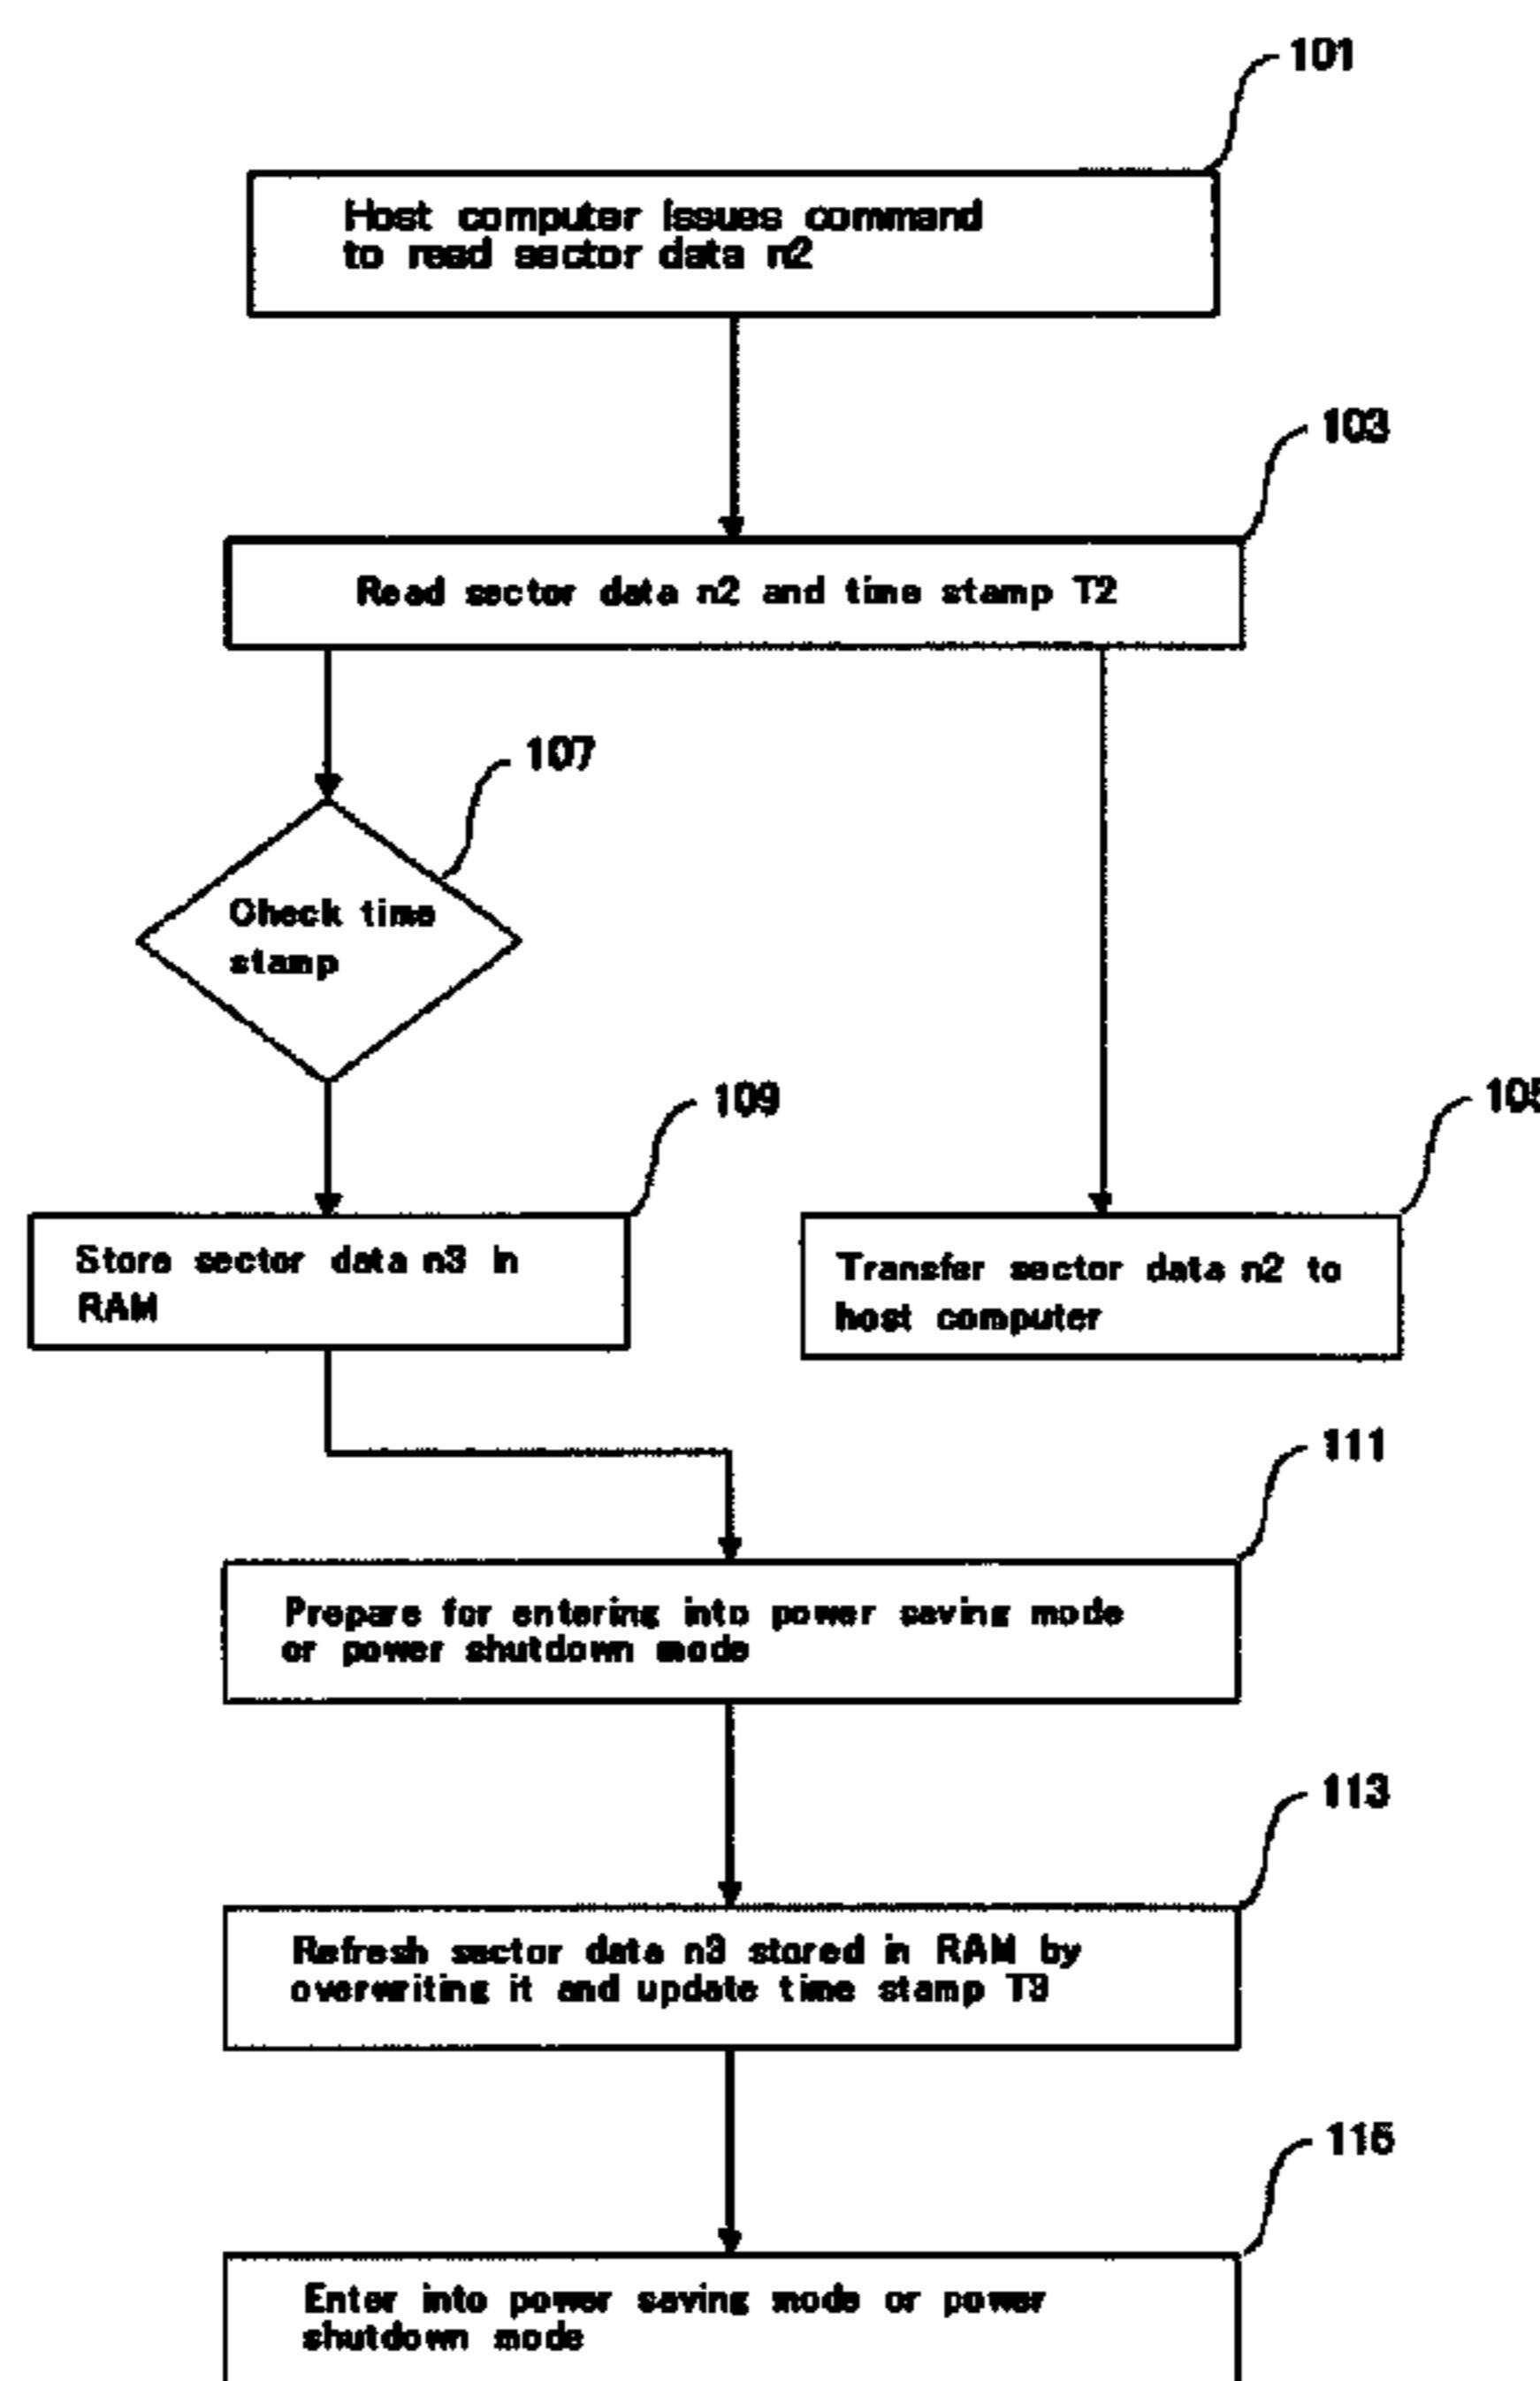 101
Host computer issues command
to read sector data n2
103
Read sector data n2 and time stamp T2
107
Check time
stamp
109
105
Store sector data n3 in
RAM
Transfer sector data n2 to
host computer
111
Prepare for entering into power saving mode
or power shutdown mode
113
Refresh sector data n3 stored in RAM by
overwriting it and update time stamp T3
115
Enter into power saving mode or power
shutdown mode